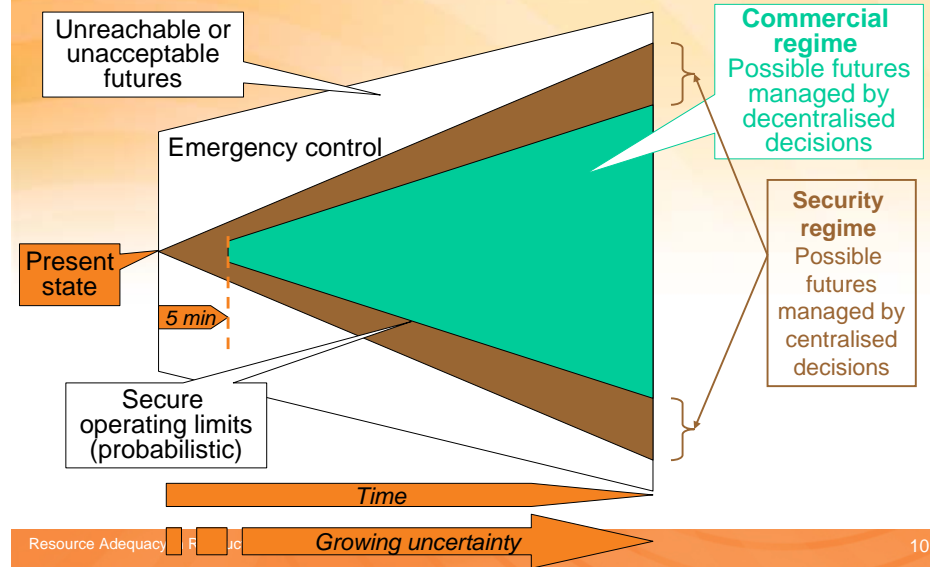 Unreachable or
unacceptable
futures
Commercial
regime
Possible futures
managed by
decentralised
decisions
Emergency control
Security
regime
Possible
futures
managed by
centralised
decisions
Present
state
5 min
Secure
operating limits
(probabilistic)
Time
Growing uncertainty
Resource Adequacy
10